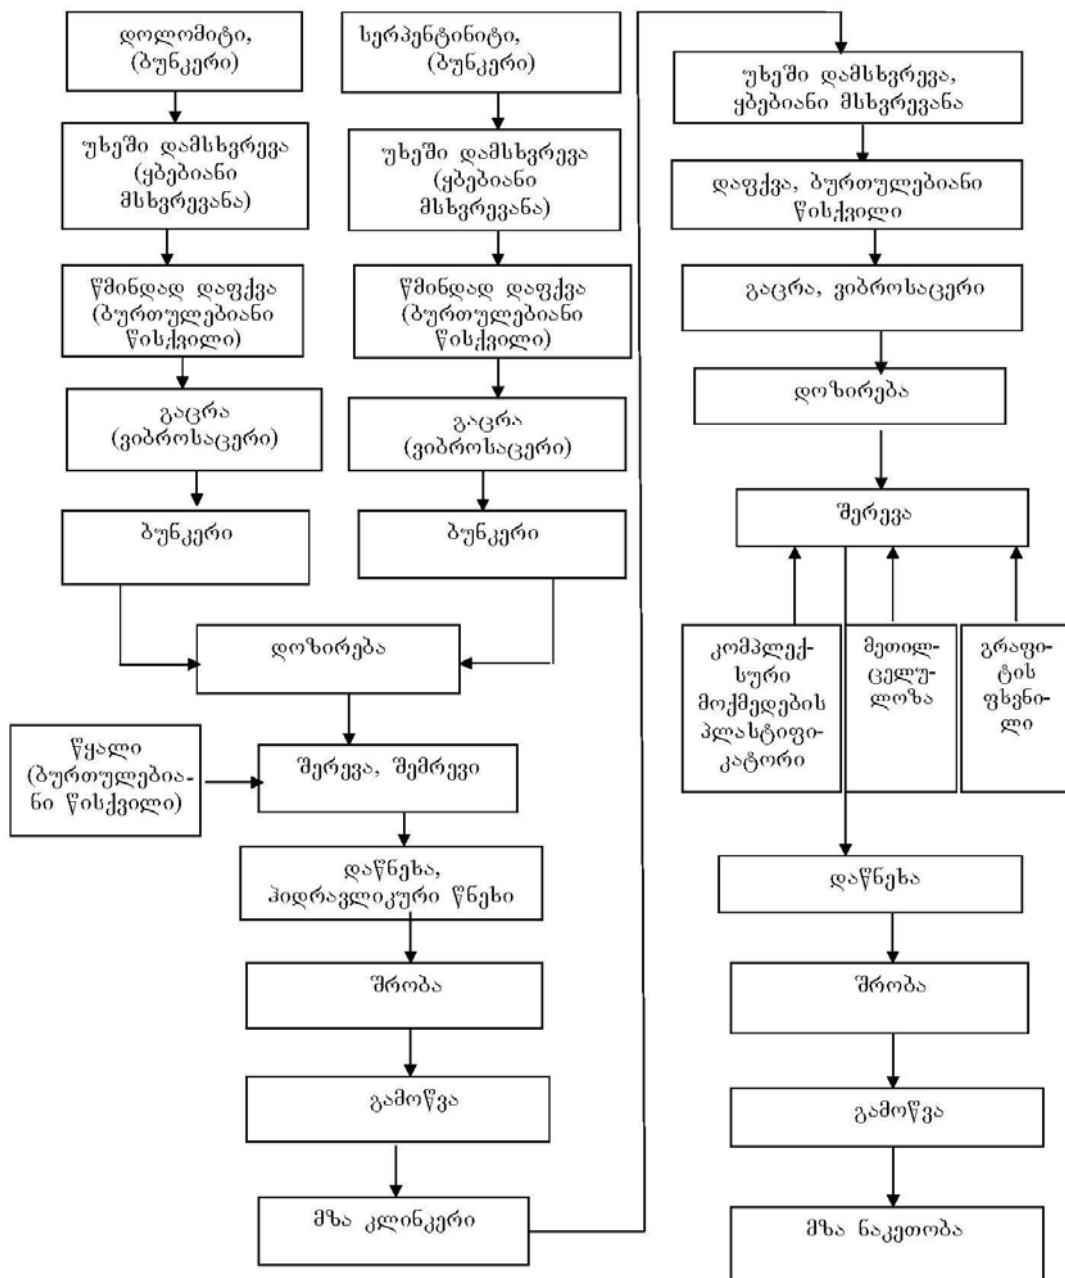 დოლომიტი,
(ბუნკერი)
უხეში დამსხვრევა
(ყბებიანი
მსხვრევანა)
წმინდად დაფქვა
(ბურთულებიანი
წისქვილი)
გაცრა
(ვიბროსაცერი)
ბუნკერი
სერპენტინიტი,
(ბუნკერი)
უხეში დამსხვრევა
(ყბებიანი
მსხვრევანა)
წმინდად დაფქვა
(ბურთულებიანი
წისქვილი)
გაცრა
(ვიბროსაცერი)
ბუნკერი
დოზირება
წყალი
(ბურთულებია-
ნი წისქვილი)
შერევა, შემრევი
დაწნეხა,
ჰიდრავლიკური წნეხი
შრობა
გამოწვა
მზა კლინკერი
უხეში დამსხვრევა,
ყბებიანი მსხვრევანა
დაფქვა, ბურთულებიანი
წისქვილი
გაცრა, ვიბროსაცერი
დოზირება
შერევა
კომპლექ-
სური
მოქმედების
პლასტიფი-
კატორი
მეთილ-
ცელუ-
ლოზა
გრაფი-
ტის
ფსვნი-
ლი
დაწნეხა
შრობა
გამოწვა
მზა ნაკეთობა